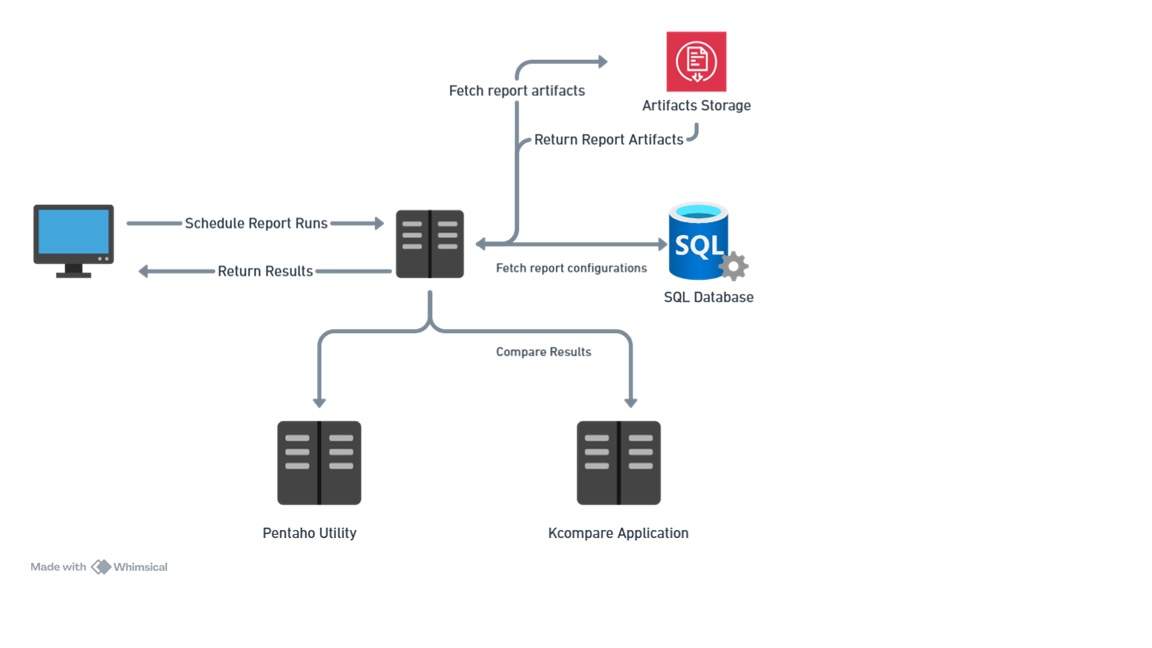 Fetch report artifacts
Artifacts Storage
Return Report Artifacts
Schedule Report Runs
SQL
Return Results
Fetch report configurations
SQL Database
Compare Results
Pentaho Utility
Kcompare Application
Made with Whimsical